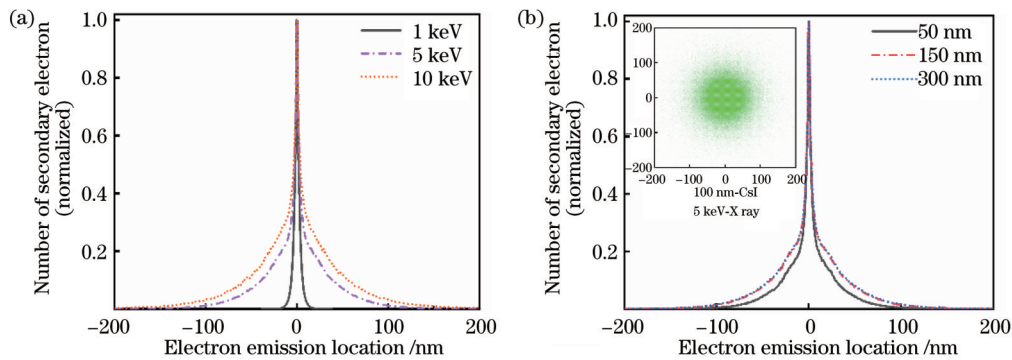 (a)
Number of secondary electron
(normalized)
1.0
0.8
0.6
0.4
0.2
1 keV
5 keV
10 keV
−200 −100 0 100 200
Electron emission location /nm
(b)
Number of secondary electron
(normalized)
1.0
0.8
0.6
0.4
0.2
200
100
0
−100
−200
−200 −100 0 100 200
100 nm-CsI
5 keV-X ray
50 nm
150 nm
300 nm
−200 −100 0 100 200
Electron emission location /nm